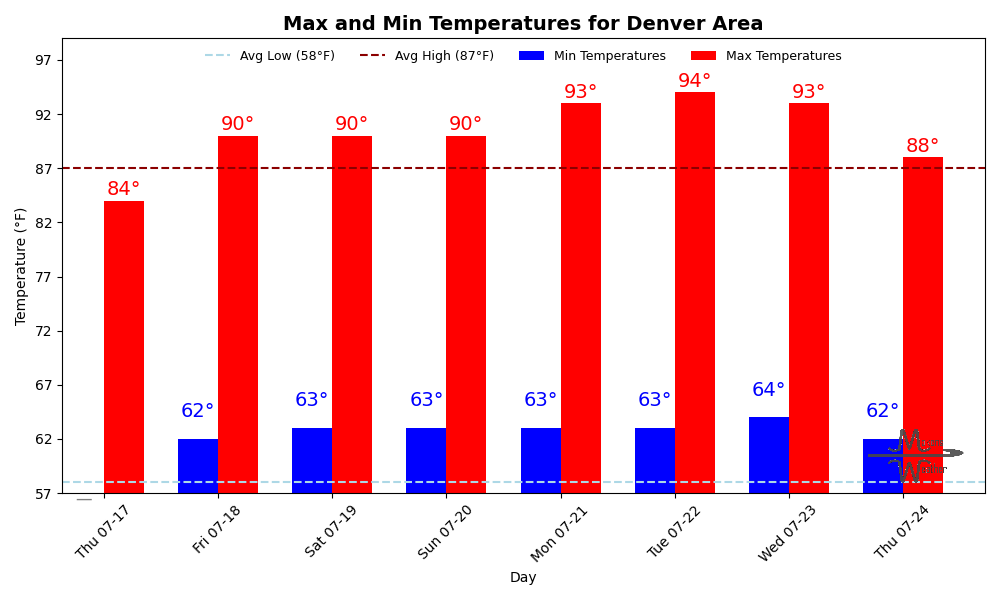 Max and Min Temperatures for Denver Area
Avg Low (58°F) Avg High (87°F) Min Temperatures Max Temperatures
97
92
87
82
77
72
67
62
57
Temperature (°F)
84° 90° 90° 90° 93° 94° 93° 88°
— 62° 63° 63° 63° 63° 64° 62°
Thu 07-17 Fri 07-18 Sat 07-19 Sun 07-20 Mon 07-21 Tue 07-22 Wed 07-23 Thu 07-24
Day